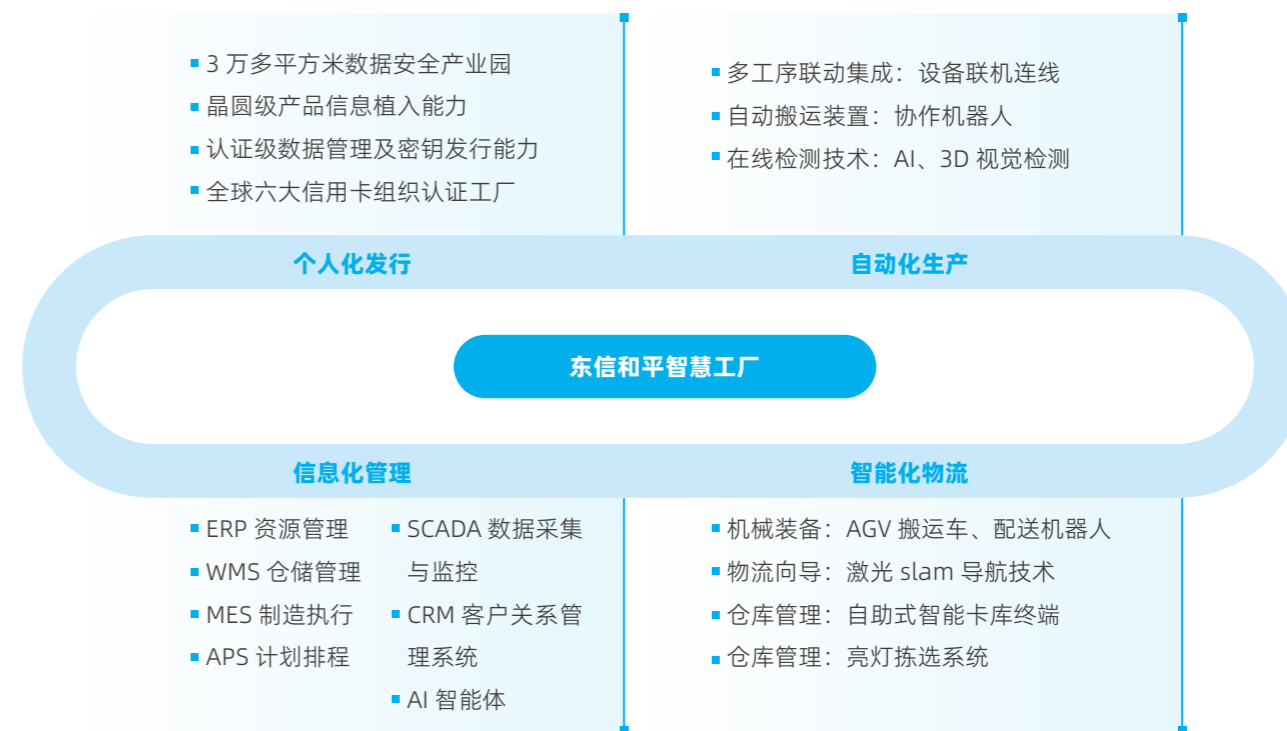 3 万多平方米数据安全产业园
晶圆级产品信息植入能力
认证级数据管理及密钥发行能力
全球六大信用卡组织认证工厂
多工序联动集成：设备联机连线
自动搬运装置：协作机器人
在线检测技术：AI、3D 视觉检测
个人化发行
自动化生产
东信和平智慧工厂
信息化管理
智能化物流
ERP 资源管理
WMS 仓储管理
MES 制造执行
APS 计划排程
SCADA 数据采集
与监控
CRM 客户关系管
理系统
AI 智能体
机械装备：AGV 搬运车、配送机器人
物流向导：激光 slam 导航技术
仓库管理：自助式智能卡库终端
仓库管理：亮灯拣选系统